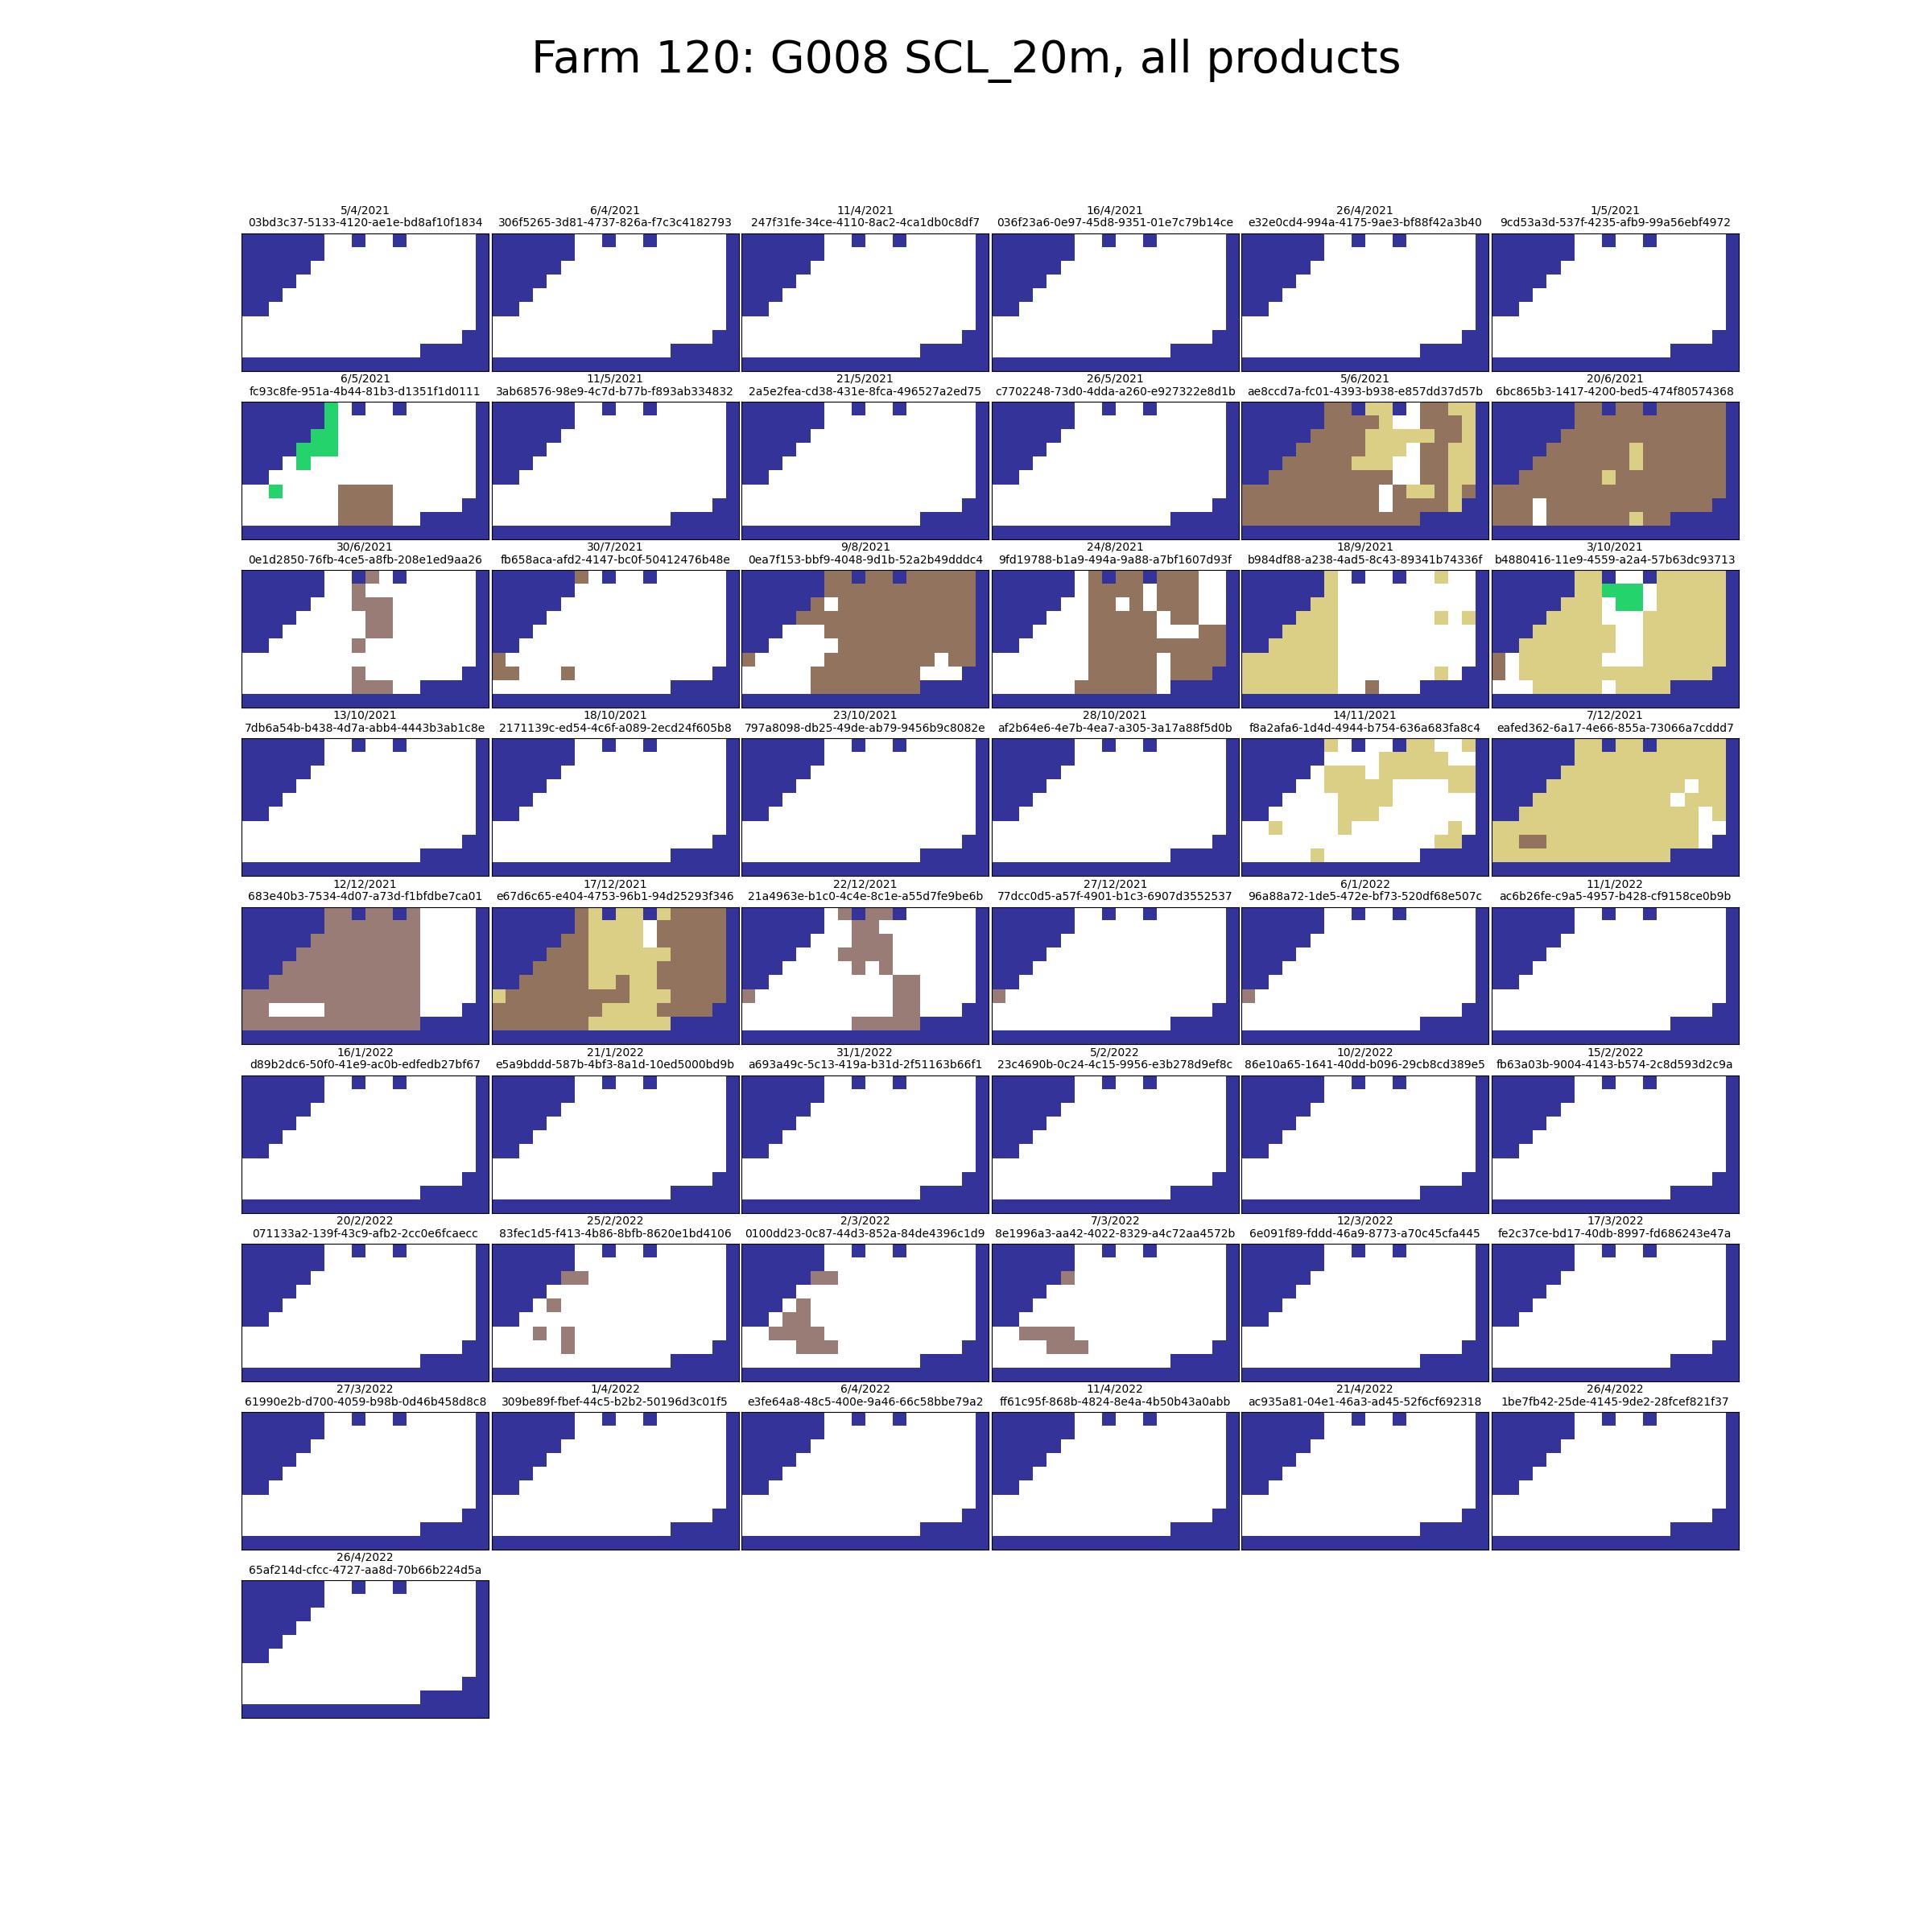 Farm 120: G008 SCL_20m, all products
5/4/2021
03bd3c37-5133-4120-ae1e-bd8af10f1834
6/4/2021
306f5265-3d81-4737-826a-f7c3c4182793
11/4/2021
247f31fe-34ce-4110-8ac2-4ca1db0c8df7
16/4/2021
036f23a6-0e97-45d8-9351-01e7c79b14ce
26/4/2021
e32e0cd4-994a-4175-9ae3-bf88f42a3b40
1/5/2021
9cd53a3d-537f-4235-afb9-99a56ebf4972
6/5/2021
fc93c8fe-951a-4b44-81b3-d1351f1d0111
11/5/2021
3ab68576-98e9-4c7d-b77b-f893ab334832
21/5/2021
2a5e2fea-cd38-431e-8fca-496527a2ed75
26/5/2021
c7702248-73d0-4dda-a260-e927322e8d1b
5/6/2021
ae8ccd7a-fc01-4393-b938-e857dd37d57b
20/6/2021
6bc865b3-1417-4200-bed5-474f80574368
30/6/2021
0e1d2850-76fb-4ce5-a8fb-208e1ed9aa26
30/7/2021
fb658aca-afd2-4147-bc0f-50412476b48e
9/8/2021
0ea7f153-bbf9-4048-9d1b-52a2b49dddc4
24/8/2021
9fd19788-b1a9-494a-9a88-a7bf1607d93f
18/9/2021
b984df88-a238-4ad5-8c43-89341b74336f
3/10/2021
b4880416-11e9-4559-a2a4-57b63dc93713
13/10/2021
7db6a54b-b438-4d7a-abb4-4443b3ab1c8e
18/10/2021
2171139c-ed54-4c6f-a089-2ecd24f605b8
23/10/2021
797a8098-db25-49de-ab79-9456b9c8082e
28/10/2021
af2b64e6-4e7b-4ea7-a305-3a17a88f5d0b
14/11/2021
f8a2afa6-1d4d-4944-b754-636a683fa8c4
7/12/2021
eafed362-6a17-4e66-855a-73066a7cddd7
12/12/2021
683e40b3-7534-4d07-a73d-f1bfdbe7ca01
17/12/2021
e67d6c65-e404-4753-96b1-94d25293f346
22/12/2021
21a4963e-b1c0-4c4e-8c1e-a55d7fe9be6b
27/12/2021
77dcc0d5-a57f-4901-b1c3-6907d3552537
6/1/2022
96a88a72-1de5-472e-bf73-520df68e507c
11/1/2022
ac6b26fe-c9a5-4957-b428-cf9158ce0b9b
16/1/2022
d89b2dc6-50f0-41e9-ac0b-edfedb27bf67
21/1/2022
e5a9bddd-587b-4bf3-8a1d-10ed5000bd9b
31/1/2022
a693a49c-5c13-419a-b31d-2f51163b66f1
5/2/2022
23c4690b-0c24-4c15-9956-e3b278d9ef8c
10/2/2022
86e10a65-1641-40dd-b096-29cb8cd389e5
15/2/2022
fb63a03b-9004-4143-b574-2c8d593d2c9a
20/2/2022
071133a2-139f-43c9-afb2-2cc0e6fcaecc
25/2/2022
83fec1d5-f413-4b86-8bfb-8620e1bd4106
2/3/2022
0100dd23-0c87-44d3-852a-84de4396c1d9
7/3/2022
8e1996a3-aa42-4022-8329-a4c72aa4572b
12/3/2022
6e091f89-fddd-46a9-8773-a70c45cfa445
17/3/2022
fe2c37ce-bd17-40db-8997-fd686243e47a
27/3/2022
61990e2b-d700-4059-b98b-0d46b458d8c8
1/4/2022
309be89f-fbef-44c5-b2b2-50196d3c01f5
6/4/2022
e3fe64a8-48c5-400e-9a46-66c58bbe79a2
11/4/2022
ff61c95f-868b-4824-8e4a-4b50b43a0abb
21/4/2022
ac935a81-04e1-46a3-ad45-52f6cf692318
26/4/2022
1be7fb42-25de-4145-9de2-28fcef821f37
26/4/2022
65af214d-cfcc-4727-aa8d-70b66b224d5a